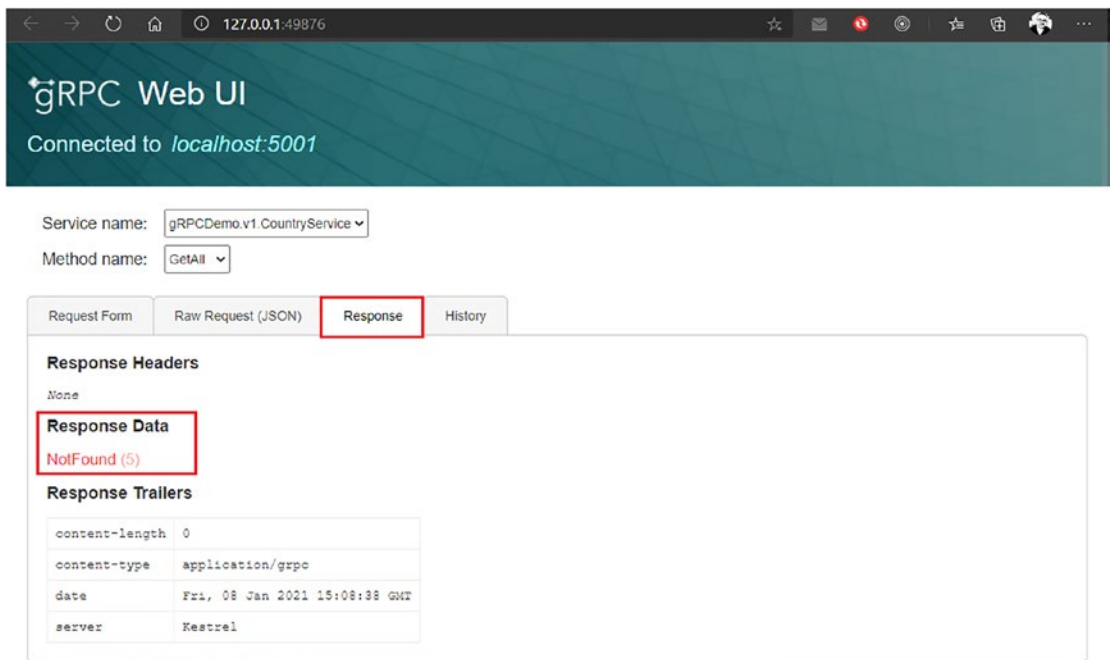 127.0.0.1:49876
gRPC Web UI
Connected to localhost:5001
Service name: gRPCDemo.v1.CountryService
Method name: GetAll
Request Form Raw Request (JSON) Response History
Response Headers
None
Response Data
NotFound (5)
Response Trailers
content-length 0
content-type application/grpc
date Fri, 08 Jan 2021 15:08:38 GMT
server Kestrel